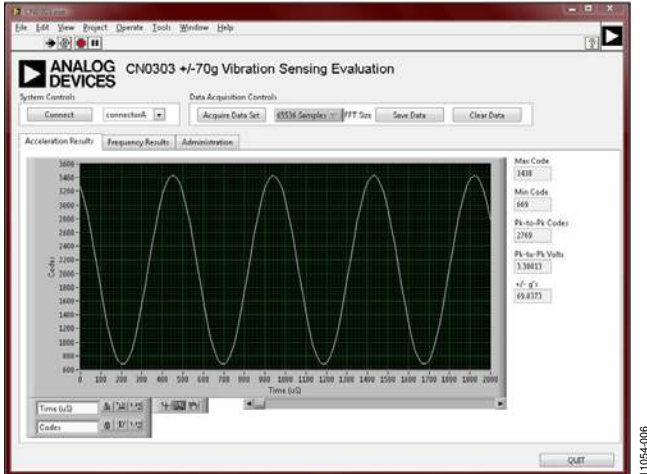 CN0303.exe
File Edit View Project Operate Tools Window Help
ANALOG DEVICES
CN0303 +/-70g Vibration Sensing Evaluation
System Controls
Data Acquisition Controls
Connect
connectorA
Acquire Data Set
65536 Samples
FFT Size
Save Data
Clear Data
Acceleration Results
Frequency Results
Administration
3600
3400
3200
3000
2800
2600
2400
2200
2000
1800
1600
1400
1200
1000
800
600
Codes
0 100 200 300 400 500 600 700 800 900 1000 1100 1200 1300 1400 1500 1600 1700 1800 1900 2000
Time (uS)
Max Code
3438
Min Code
669
Pk-to-Pk Codes
2769
Pk-to-Pk Volts
3.38013
+/- g's
69.0373
Time (uS)
Codes
QUIT
11054-006